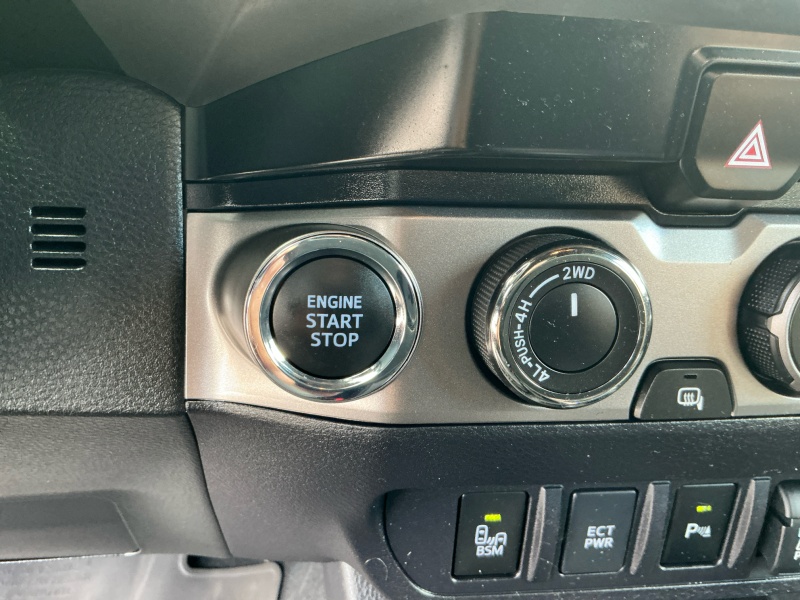 ENGINE
START
STOP
2WD
4L-PUSH-4H
BSM
ECT
PWR
P